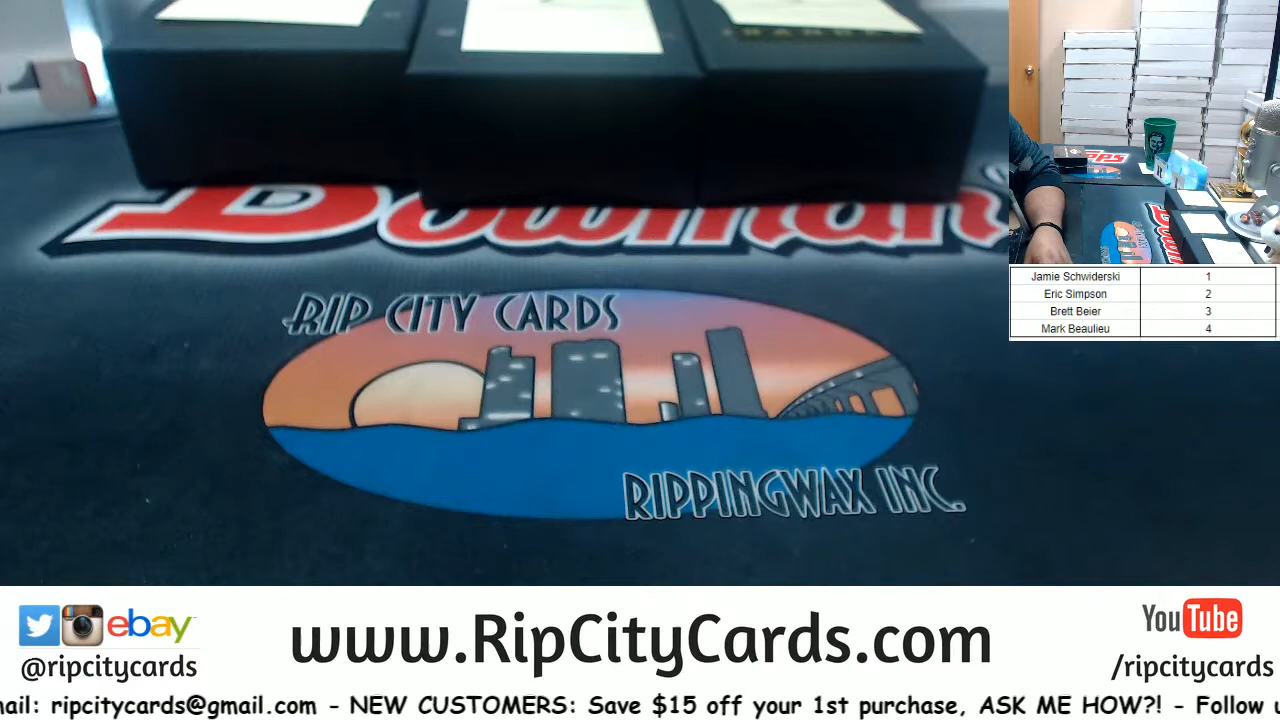 Bowman
RIP CITY CARDS
RIPPINGWAX INC.
Jamie Schwiderski 1
Eric Simpson 2
Brett Beier 3
Mark Beaulieu 4
ebay
@ripcitycards
www.RipCityCards.com
YouTube
/ripcitycards
ail: ripcitycards@gmail.com - NEW CUSTOMERS: Save $15 off your 1st purchase, ASK ME HOW?! - Follow u